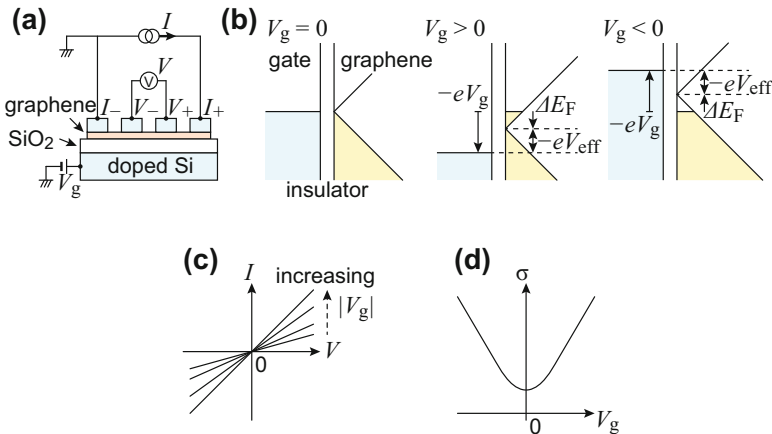 (a)
I
V
V
graphene
I− V− V+ I+
SiO2
doped Si
Vg
(b)
Vg = 0
gate
graphene
insulator
Vg > 0
−eVg
ΔEF
−eVeff
Vg < 0
−eVg
−eVeff
ΔEF
(c)
I
increasing
|Vg|
V
0
(d)
σ
0
Vg